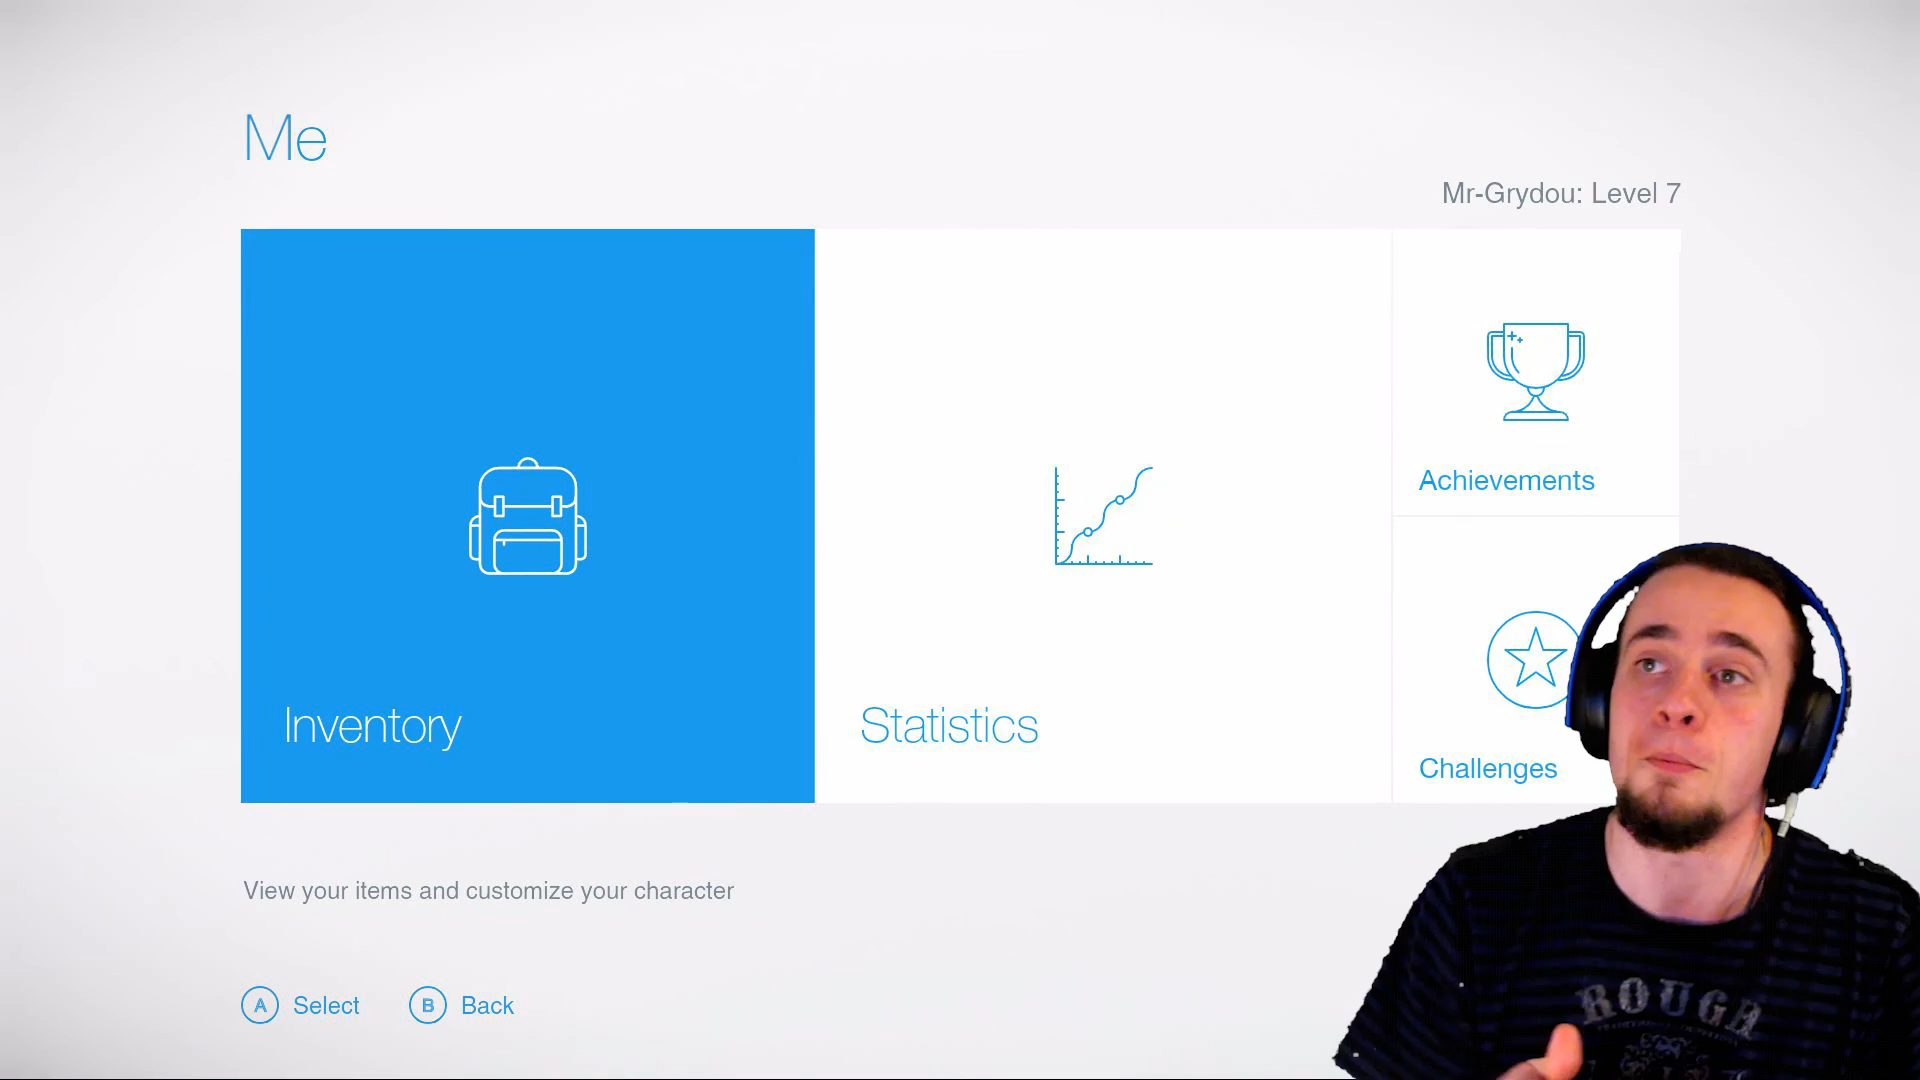 Me
Mr-Grydou: Level 7
Achievements
Inventory
Statistics
Challenges
View your items and customize your character
A Select B Back
ROUGH